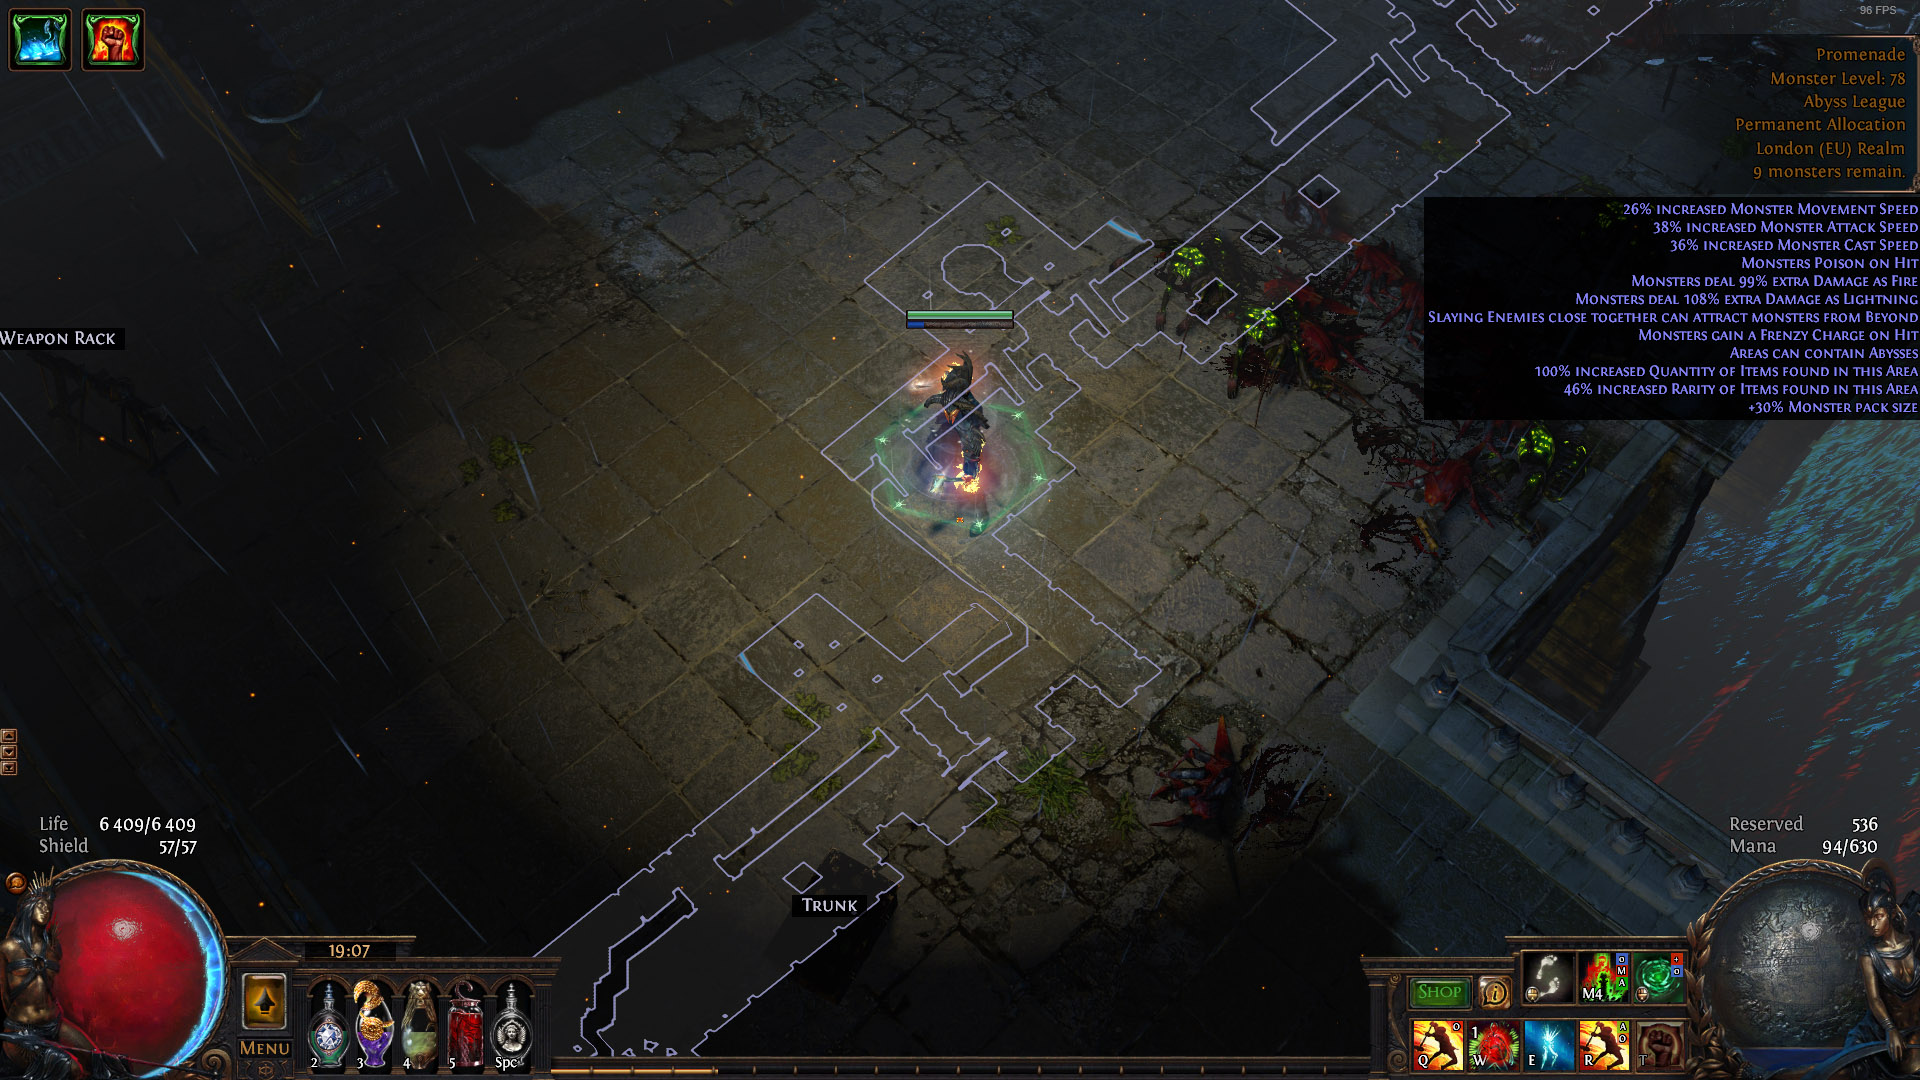 96 FPS
Promenade
Monster Level: 78
Abyss League
Permanent Allocation
London (EU) Realm
9 monsters remain.
26% increased Monster Movement Speed
38% increased Monster Attack Speed
36% increased Monster Cast Speed
Monsters Poison on Hit
Monsters deal 99% extra Damage as Fire
Monsters deal 108% extra Damage as Lightning
Slaying Enemies close together can attract monsters from Beyond
Monsters gain a Frenzy Charge on Hit
Areas can contain Abysses
100% increased Quantity of Items found in this Area
46% increased Rarity of Items found in this Area
+30% Monster pack size
Weapon Rack
Trunk
Life 6 409/6 409
Shield 57/57
Reserved 536
Mana 94/630
19:07
Menu
2 3 4 5 Spc
Shop
M4
O
M
A
+
O
Q O
1 W
E
R A
O
T